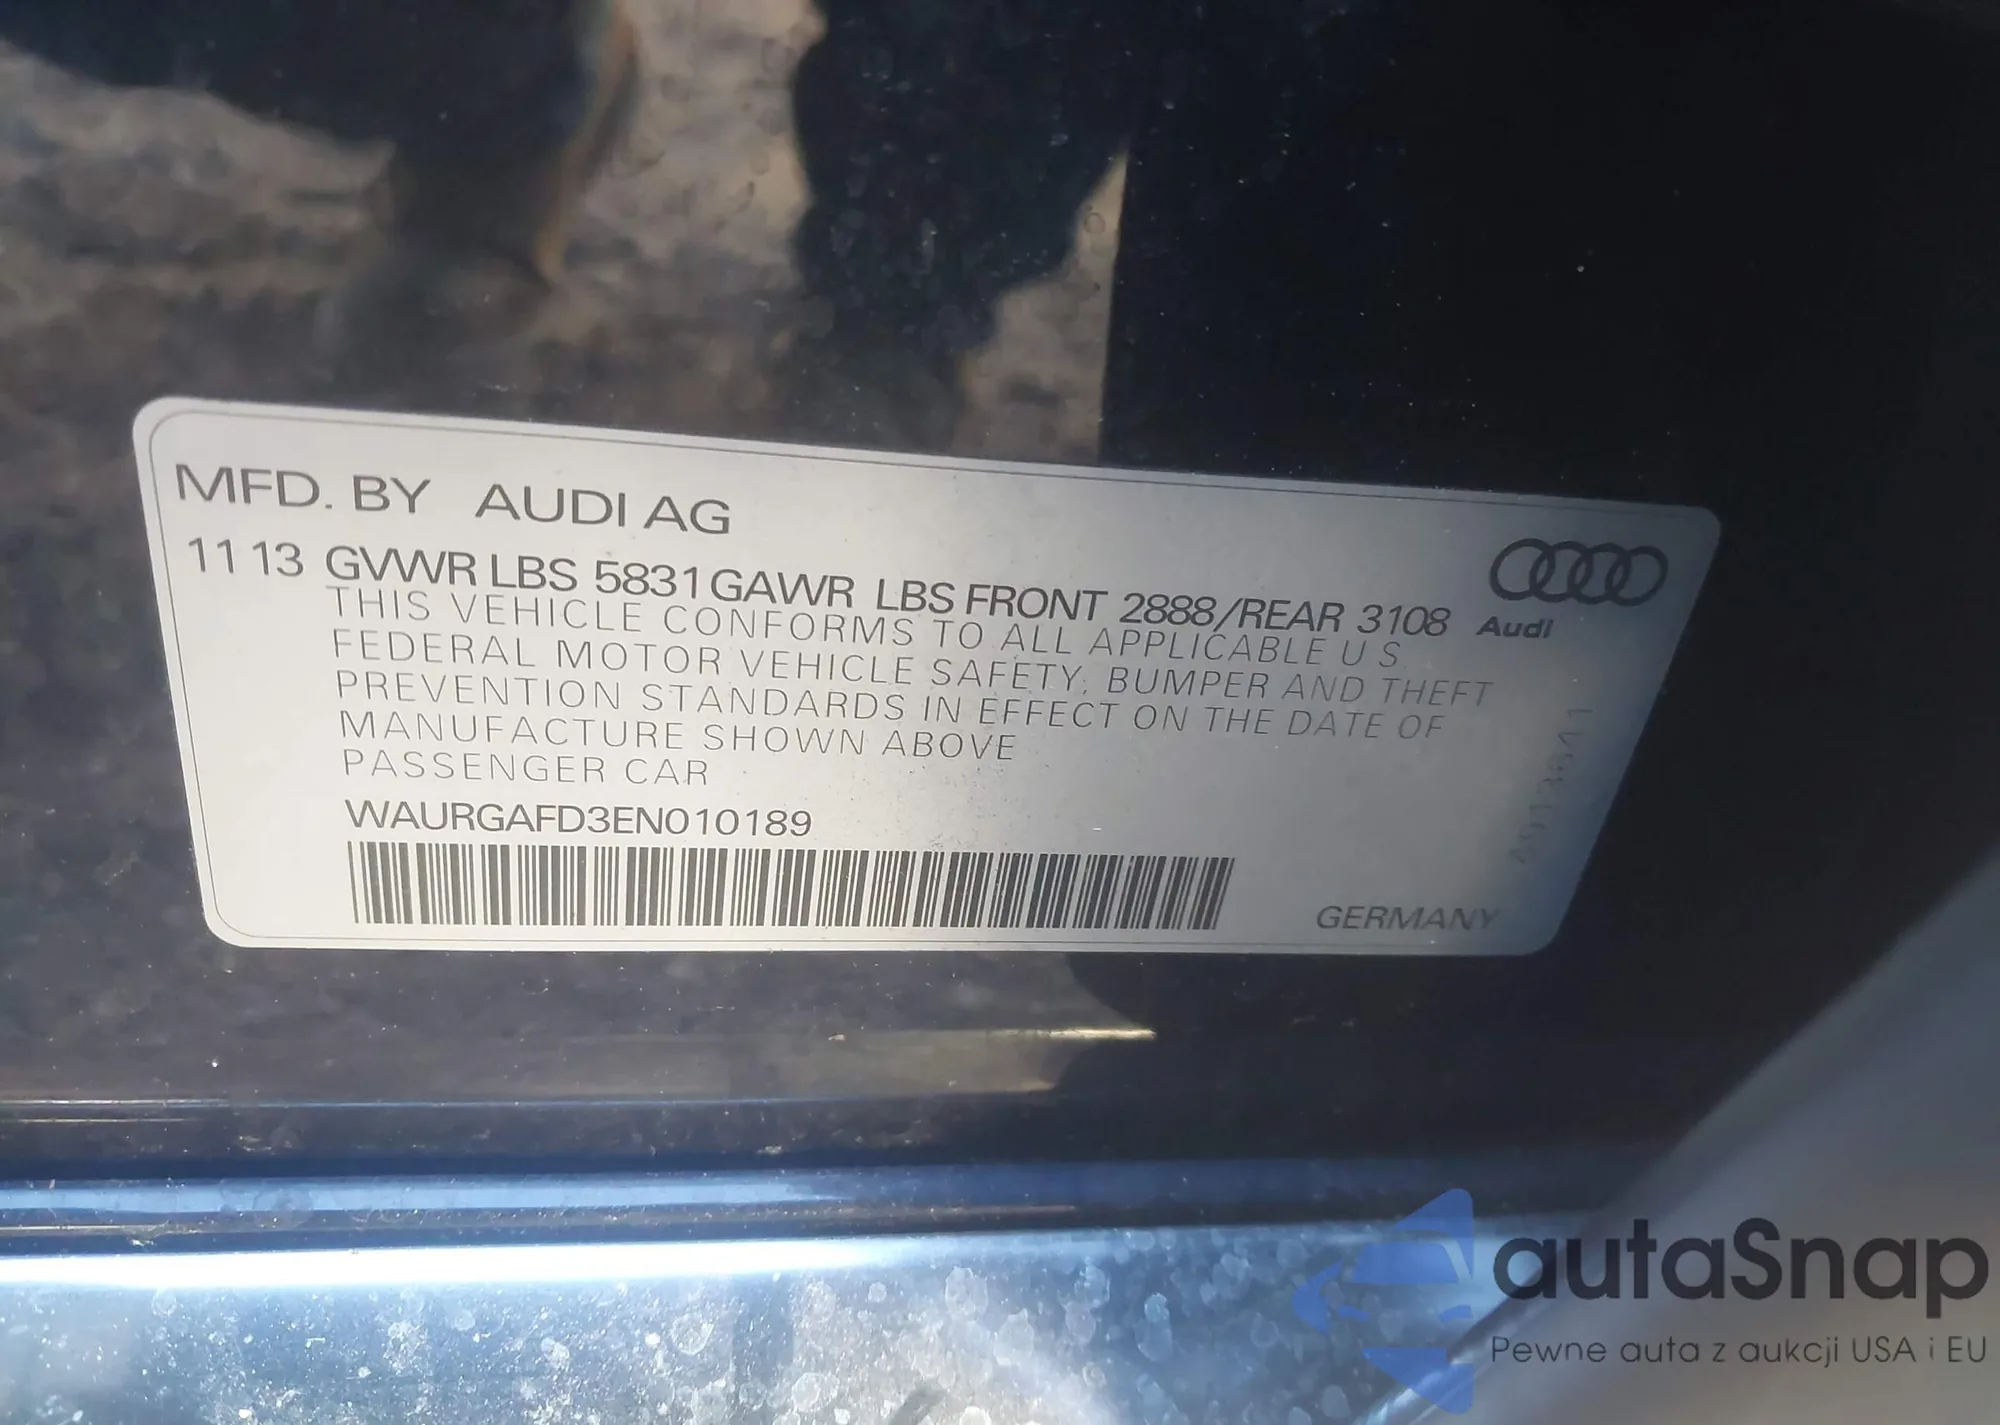 MFD. BY AUDI AG
11 13 GVWR LBS 5831 GAWR LBS FRONT 2888/REAR 3108
Audi
THIS VEHICLE CONFORMS TO ALL APPLICABLE U S
FEDERAL MOTOR VEHICLE SAFETY, BUMPER AND THEFT
PREVENTION STANDARDS IN EFFECT ON THE DATE OF
MANUFACTURE SHOWN ABOVE
PASSENGER CAR
WAURGAFD3EN010189
GERMANY
autaSnap
Pewne auta z aukcji USA i EU